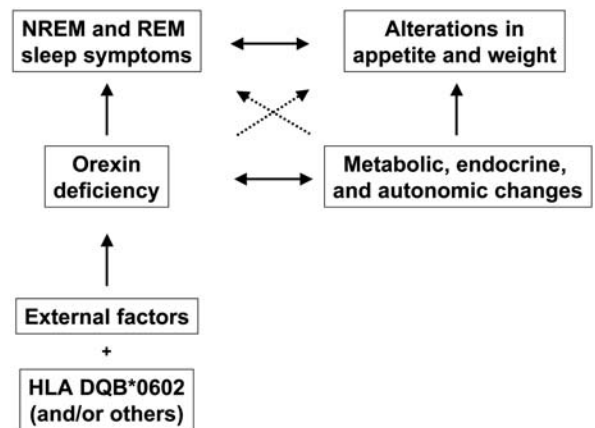 NREM and REM
sleep symptoms
Alterations in
appetite and weight
Orexin
deficiency
Metabolic, endocrine,
and autonomic changes
External factors
+
HLA DQB*0602
(and/or others)